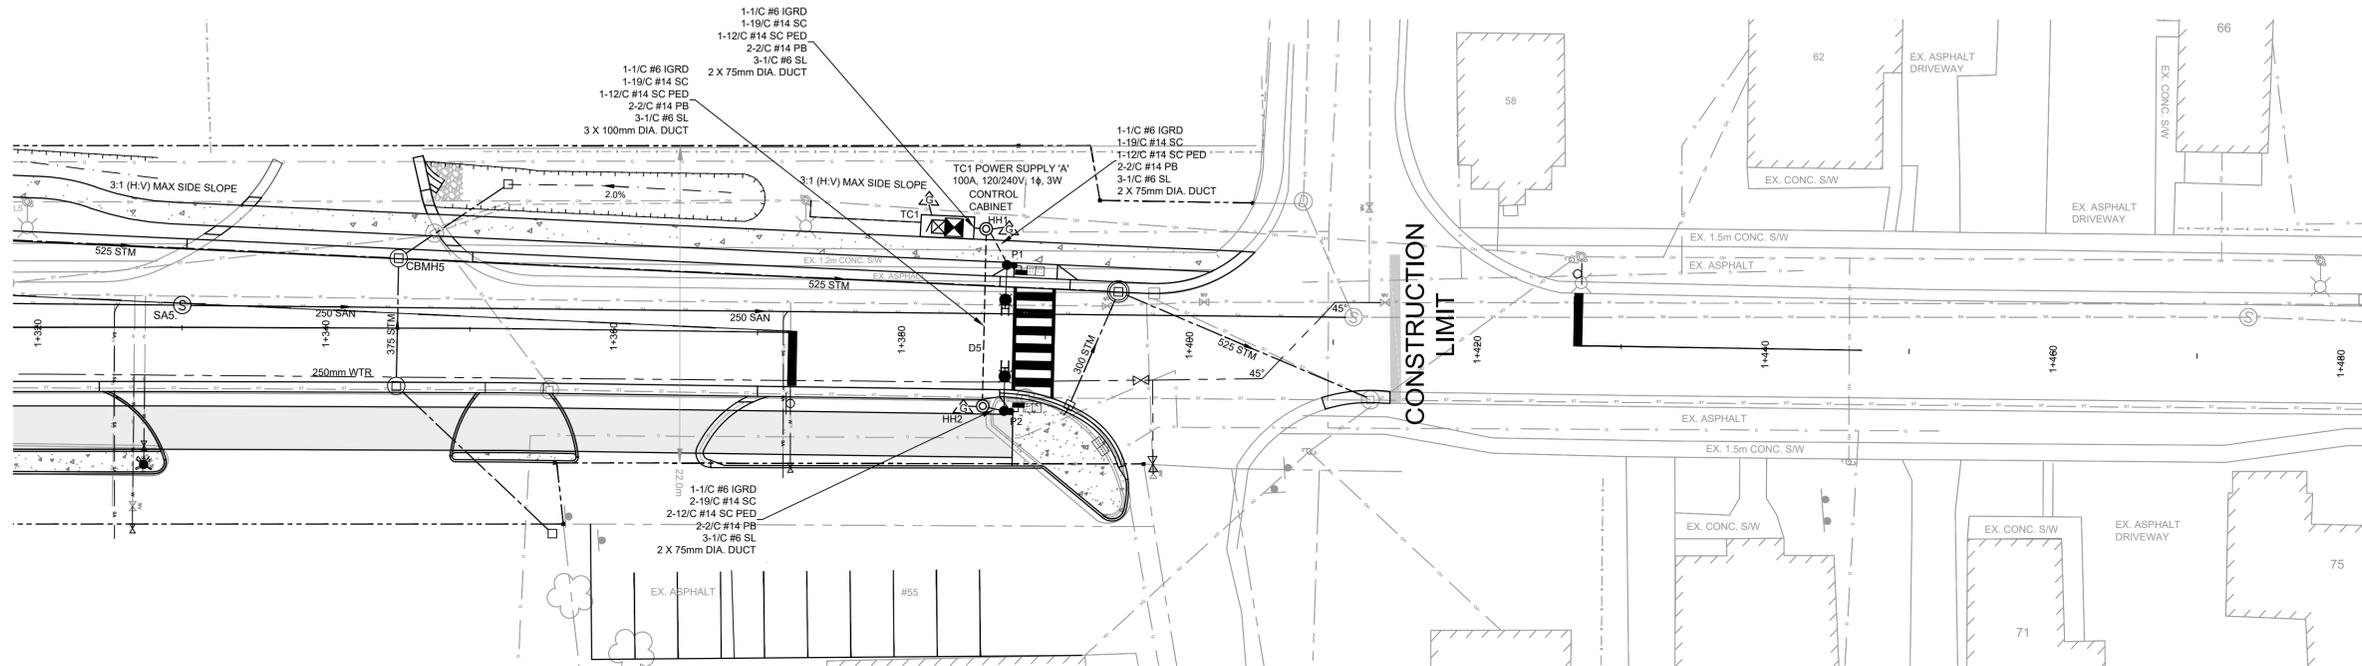 1-1/C #6 IGRD
1-19/C #14 SC
1-12/C #14 SC PED
2-2/C #14 PB
3-1/C #6 SL
2 X 75mm DIA. DUCT
1-1/C #6 IGRD
1-19/C #14 SC
1-12/C #14 SC PED
2-2/C #14 PB
3-1/C #6 SL
3 X 100mm DIA. DUCT
1-1/C #6 IGRD
1-19/C #14 SC
1-12/C #14 SC PED
2-2/C #14 PB
3-1/C #6 SL
2 X 75mm DIA. DUCT
TC1 POWER SUPPLY 'A'
100A, 120/240V, 1ϕ, 3W
CONTROL
CABINET
3:1 (H:V) MAX SIDE SLOPE
2.0%
3:1 (H:V) MAX SIDE SLOPE
LS
TC1
G
HH1
G
P1
525 STM
CBMH5
EX. 1.2m CONC. S/W
EX. ASPHALT
525 STM
S
SA5.
250 SAN
250 SAN
45°
S
1+320
1+340
375 STM
1+360
1+380
D5
300 STM
1+400
525 STM
250mm WTR
45°
G
HH2
P2
22.0m
1-1/C #6 IGRD
2-19/C #14 SC
2-12/C #14 SC PED
2-2/C #14 PB
3-1/C #6 SL
2 X 75mm DIA. DUCT
EX. ASPHALT
#55
CONSTRUCTION
LIMIT
58
62
EX. ASPHALT
DRIVEWAY
66
EX. CONC. S/W
EX. CONC. S/W
EX. ASPHALT
DRIVEWAY
EX. 1.5m CONC. S/W
EX. ASPHALT
S
1+420
1+440
1+460
1+480
EX. ASPHALT
EX. 1.5m CONC. S/W
EX. CONC. S/W
EX. CONC. S/W
EX. ASPHALT
DRIVEWAY
71
75